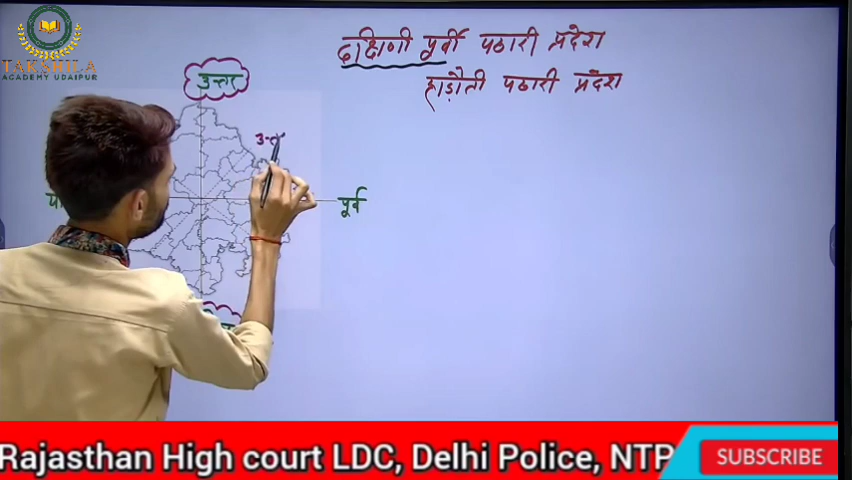 TAKSHILA
ACADEMY UDAIPUR
दक्षिणी पूर्वी पठारी प्रदेश
हाड़ौती पठारी प्रदेश
उत्तर
पूर्व
Rajasthan High court LDC, Delhi Police, NTP
SUBSCRIBE